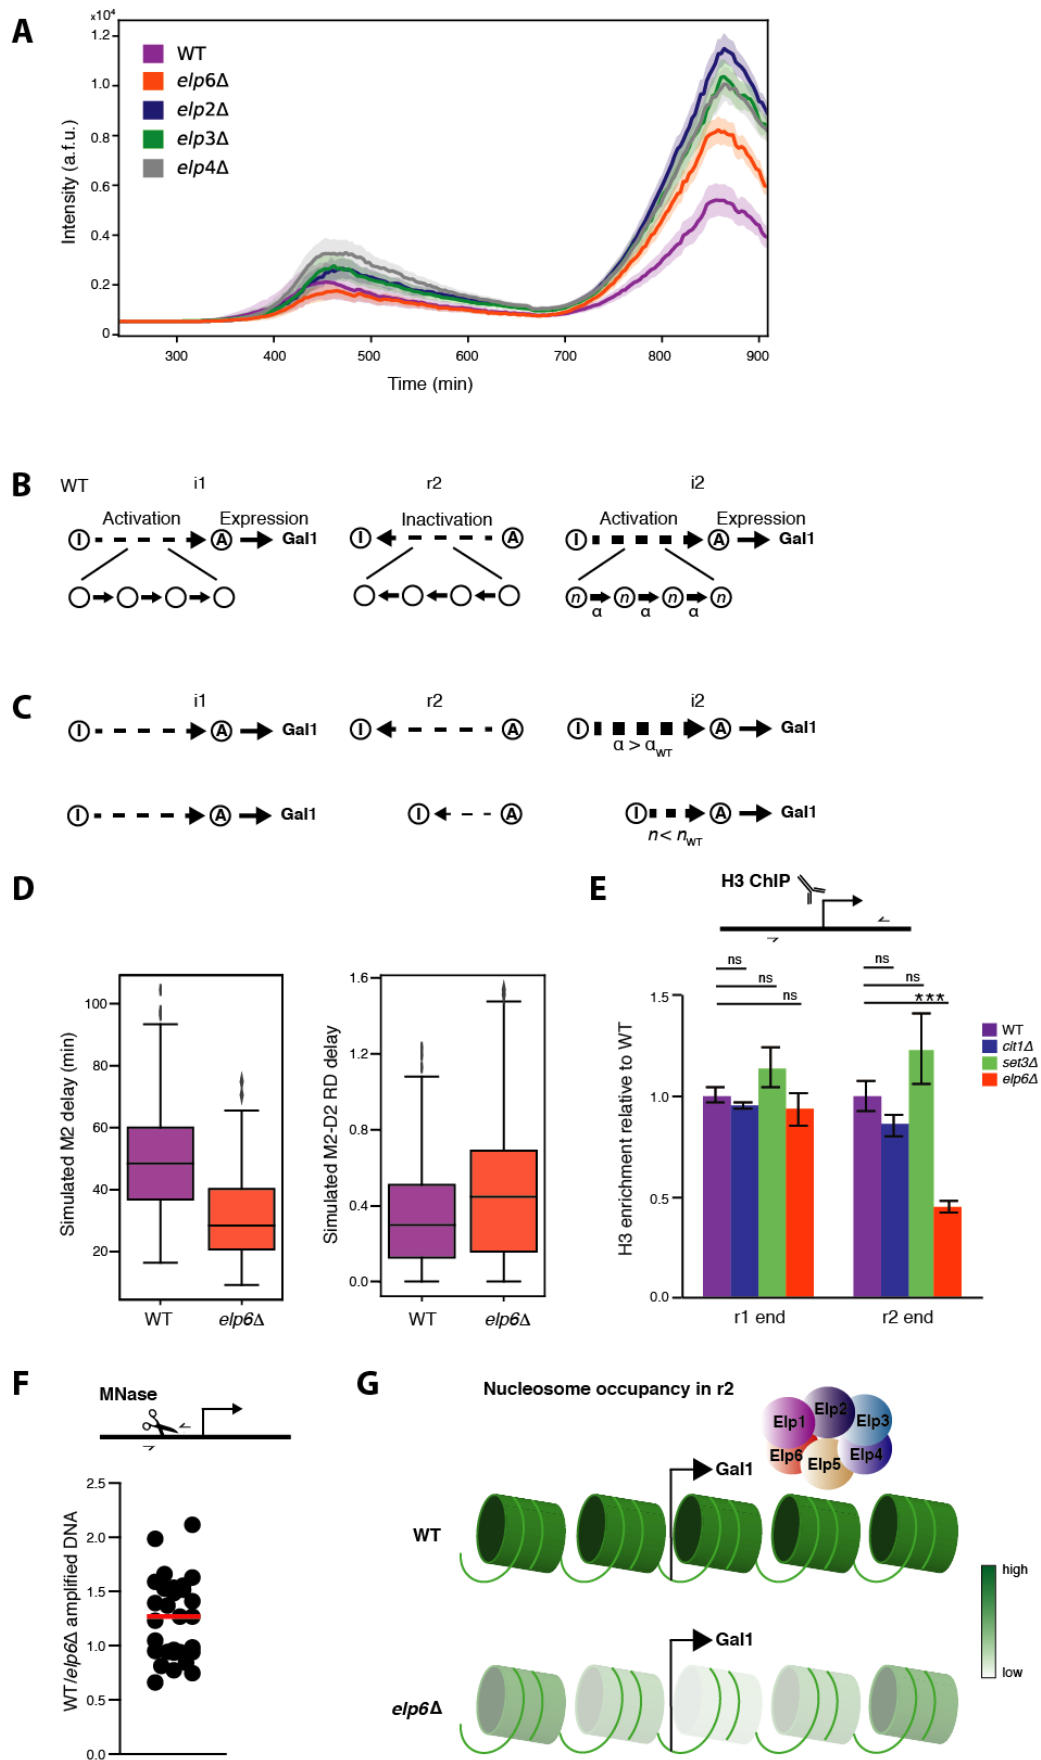 A
x10⁴
1.2
1.0
0.8
0.6
0.4
0.2
0
Intensity (a.f.u.)
WT
elp6Δ
elp2Δ
elp3Δ
elp4Δ
300 400 500 600 700 800 900
Time (min)
B
WT i1 r2 i2
Activation Expression Inactivation Activation Expression
I A Gal1 I A I A Gal1
n n n n
α α α
C
i1 r2 i2
I A Gal1 I A I A Gal1
α > αWT
I A Gal1 I A I A Gal1
n < nWT
D
Simulated M2 delay (min)
100
80
60
40
20
WT elp6Δ
Simulated M2-D2 RD delay
1.6
1.2
0.8
0.4
0.0
WT elp6Δ
E
H3 ChIP
ns
ns
ns
ns
ns
***
H3 enrichment relative to WT
1.5
1.0
0.5
0.0
r1 end r2 end
WT
cit1Δ
set3Δ
elp6Δ
F
MNase
WT/elp6Δ amplified DNA
2.5
2.0
1.5
1.0
0.5
0.0
G
Nucleosome occupancy in r2
Elp1 Elp2 Elp3
Elp6 Elp5 Elp4
Gal1
WT
Gal1
elp6Δ
high
low